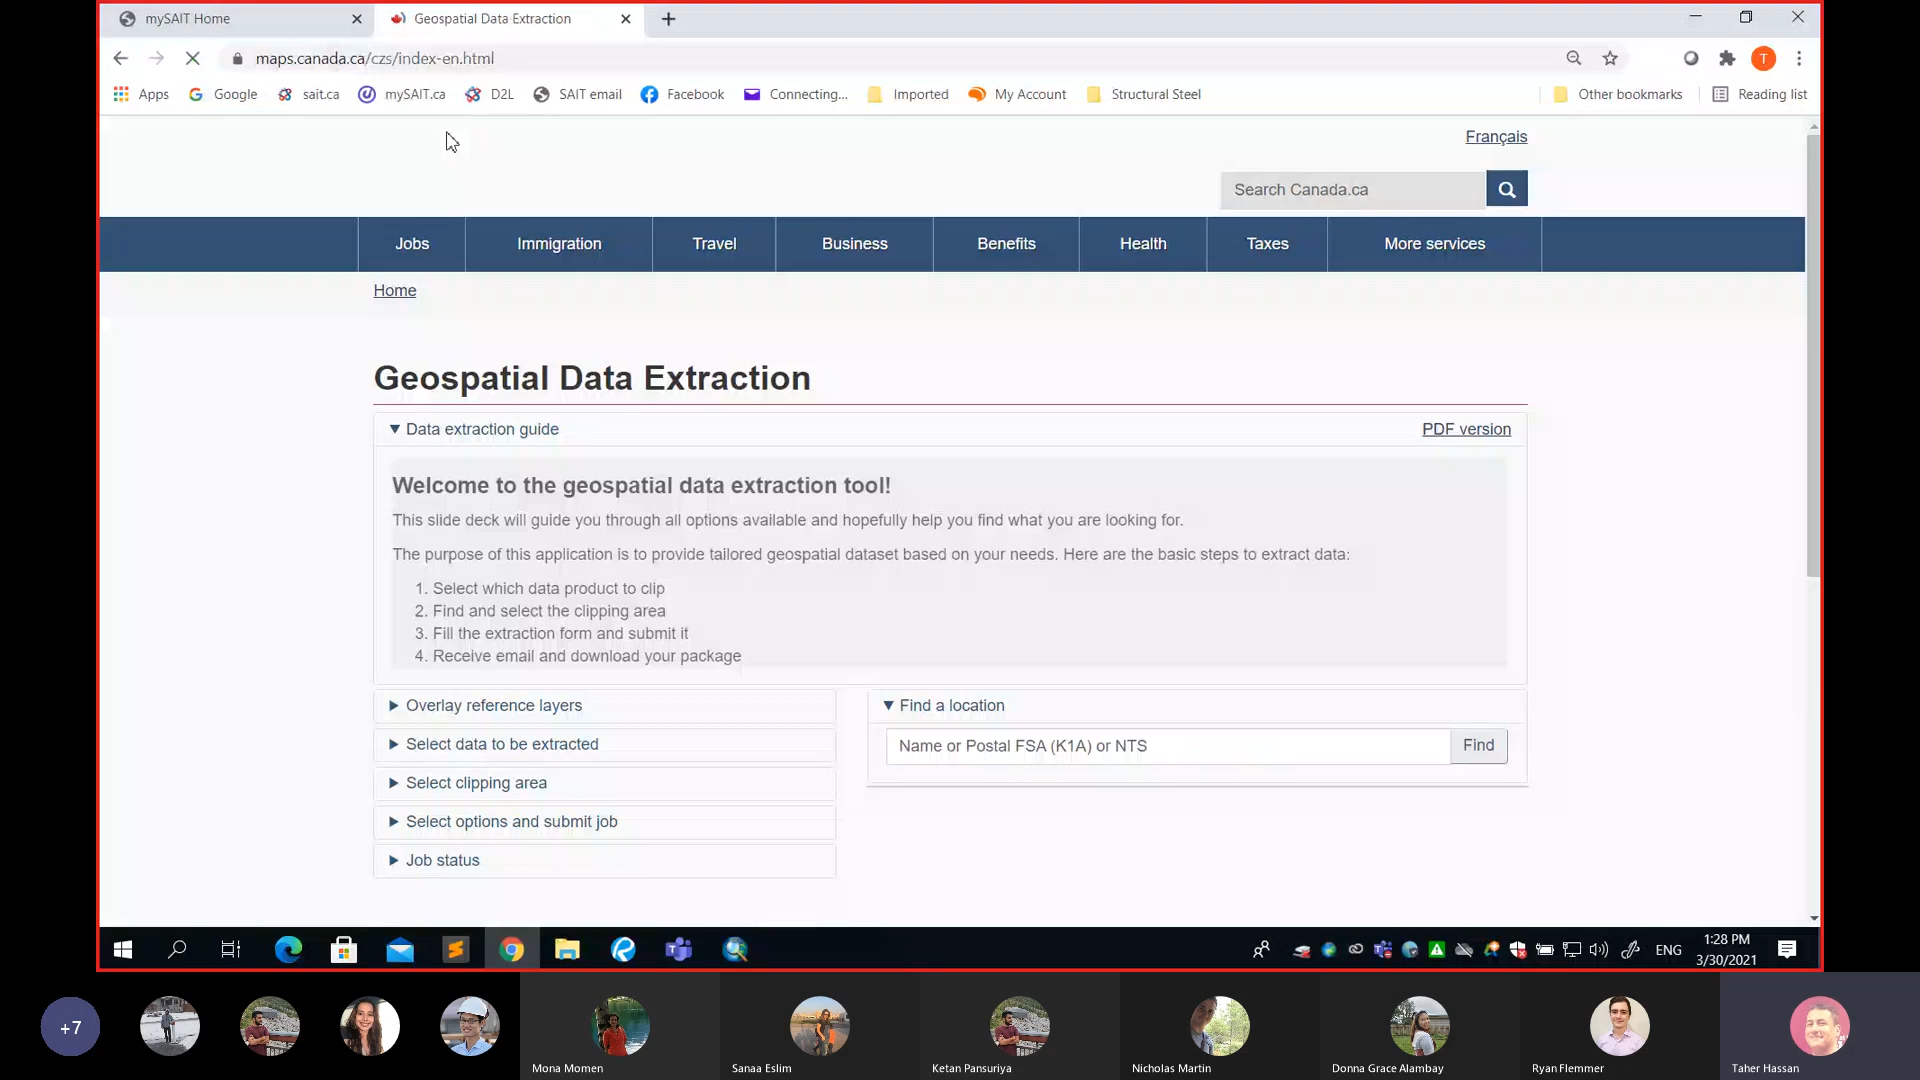 mySAIT Home
Geospatial Data Extraction
maps.canada.ca/czs/index-en.html
T
Apps Google sait.ca mySAIT.ca D2L SAIT email Facebook Connecting... Imported My Account Structural Steel Other bookmarks Reading list
Français
Search Canada.ca
Jobs Immigration Travel Business Benefits Health Taxes More services
Home
Geospatial Data Extraction
Data extraction guide PDF version
Welcome to the geospatial data extraction tool!
This slide deck will guide you through all options available and hopefully help you find what you are looking for.
The purpose of this application is to provide tailored geospatial dataset based on your needs. Here are the basic steps to extract data:
1. Select which data product to clip
2. Find and select the clipping area
3. Fill the extraction form and submit it
4. Receive email and download your package
Overlay reference layers
Select data to be extracted
Select clipping area
Select options and submit job
Job status
Find a location
Name or Postal FSA (K1A) or NTS Find
ENG
1:28 PM
3/30/2021
+7
Mona Momen Sanaa Eslim Ketan Pansuriya Nicholas Martin Donna Grace Alambay Ryan Flemmer Taher Hassan